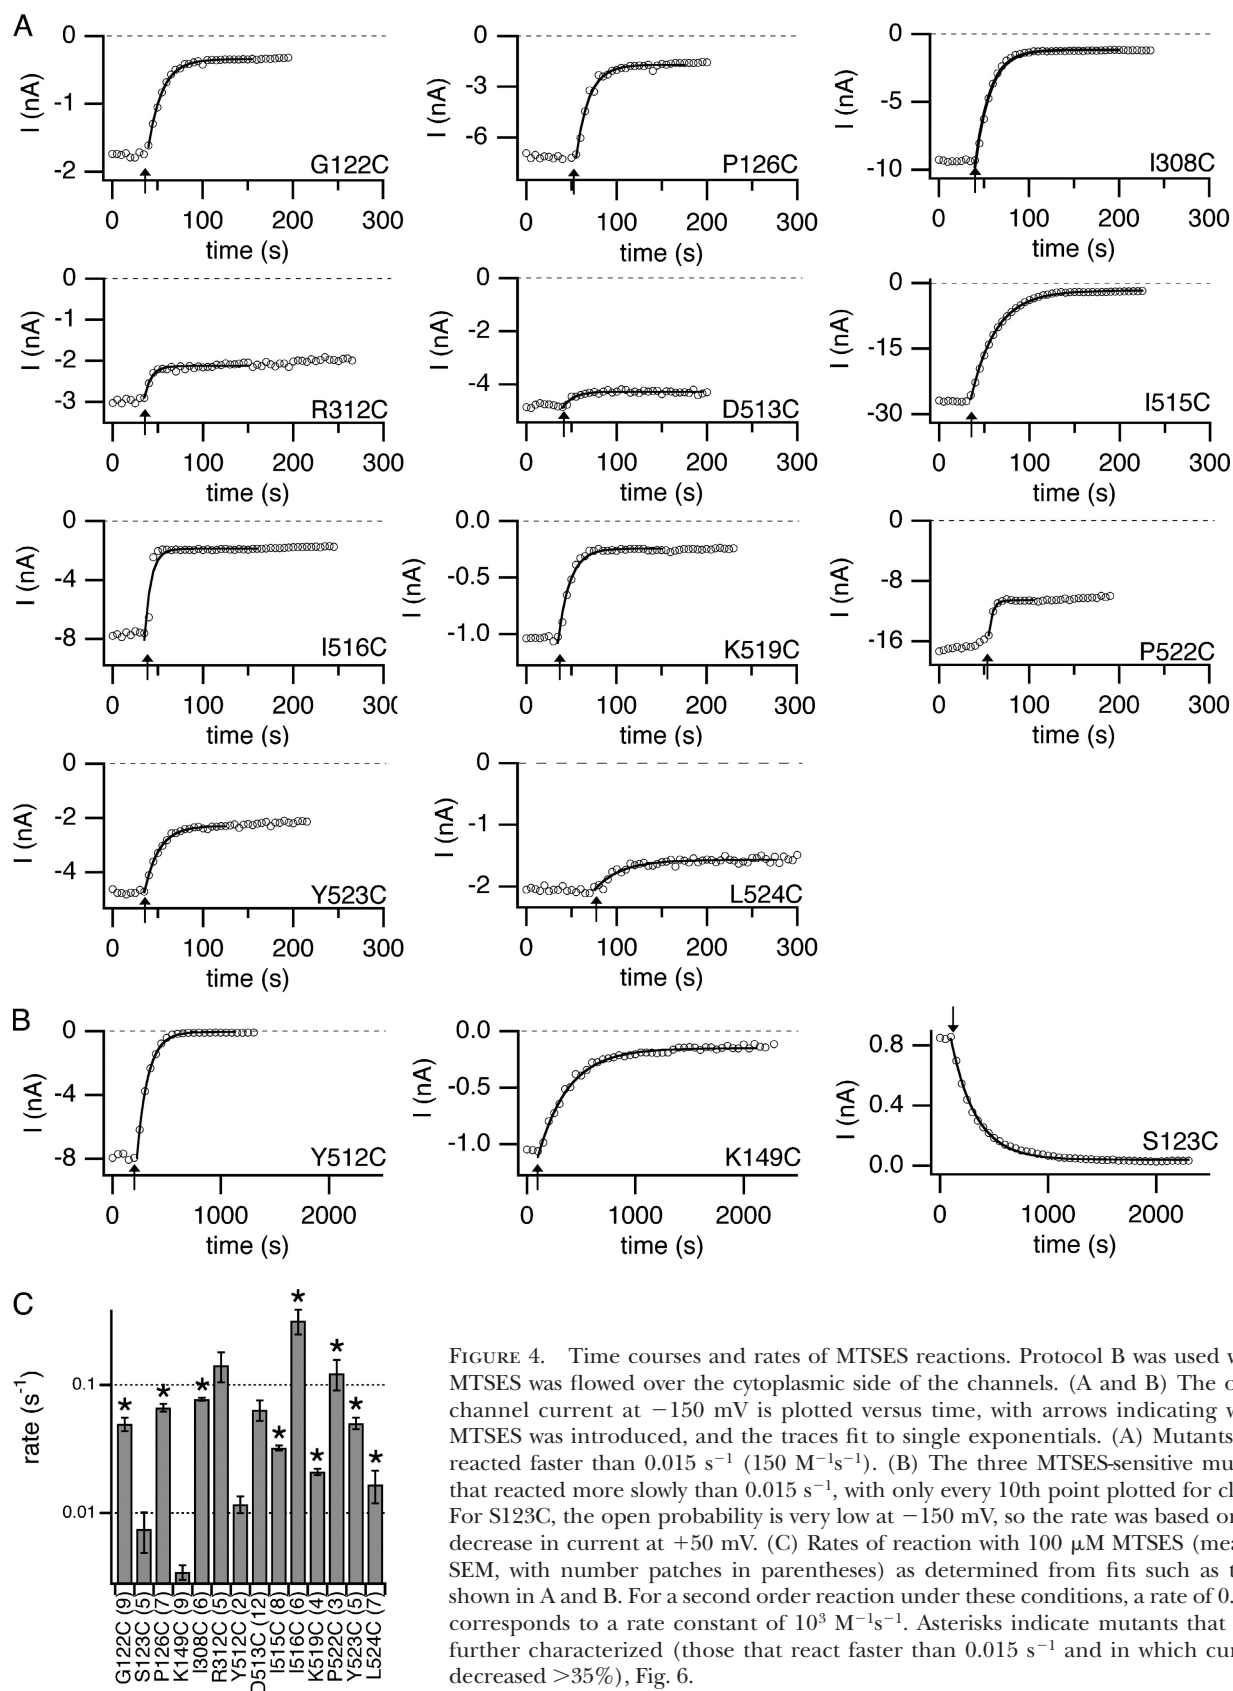 A
0
-1
-2
I (nA)
G122C
0
100
200
300
time (s)
0
-3
-6
I (nA)
P126C
0
100
200
300
time (s)
0
-5
-10
I (nA)
I308C
0
100
200
300
time (s)
0
-1
-2
-3
I (nA)
R312C
0
100
200
300
time (s)
0
-2
-4
I (nA)
D513C
0
100
200
300
time (s)
0
-15
-30
I (nA)
I515C
0
100
200
300
time (s)
0
-4
-8
I (nA)
I516C
0
100
200
300
time (s)
0.0
-0.5
-1.0
I (nA)
K519C
0
100
200
300
time (s)
0
-8
-16
I (nA)
P522C
0
100
200
300
time (s)
0
-2
-4
I (nA)
Y523C
0
100
200
300
time (s)
0
-1
-2
I (nA)
L524C
0
100
200
300
time (s)
B
0
-4
-8
I (nA)
Y512C
0
1000
2000
time (s)
0.0
-0.5
-1.0
I (nA)
K149C
0
1000
2000
time (s)
0.8
0.4
0.0
I (nA)
S123C
0
1000
2000
time (s)
C
rate (s⁻¹)
0.1
0.01
* * * * * * * * *
G122C (9)
S123C (5)
P126C (7)
K149C (9)
I308C (6)
R312C (5)
Y512C (2)
D513C (12)
I515C (8)
I516C (6)
K519C (4)
P522C (3)
Y523C (5)
L524C (7)
FIGURE 4. Time courses and rates of MTSES reactions. Protocol B was used
MTSES was flowed over the cytoplasmic side of the channels. (A and B) The
channel current at −150 mV is plotted versus time, with arrows indicating
MTSES was introduced, and the traces fit to single exponentials. (A) Mutants
reacted faster than 0.015 s⁻¹ (150 M⁻¹s⁻¹). (B) The three MTSES-sensitive
that reacted more slowly than 0.015 s⁻¹, with only every 10th point plotted for
For S123C, the open probability is very low at −150 mV, so the rate was based
decrease in current at +50 mV. (C) Rates of reaction with 100 μM MTSES
SEM, with number patches in parentheses) as determined from fits such as
shown in A and B. For a second order reaction under these conditions, a rate of
corresponds to a rate constant of 10³ M⁻¹s⁻¹. Asterisks indicate mutants that
further characterized (those that react faster than 0.015 s⁻¹ and in which
decreased >35%), Fig. 6.